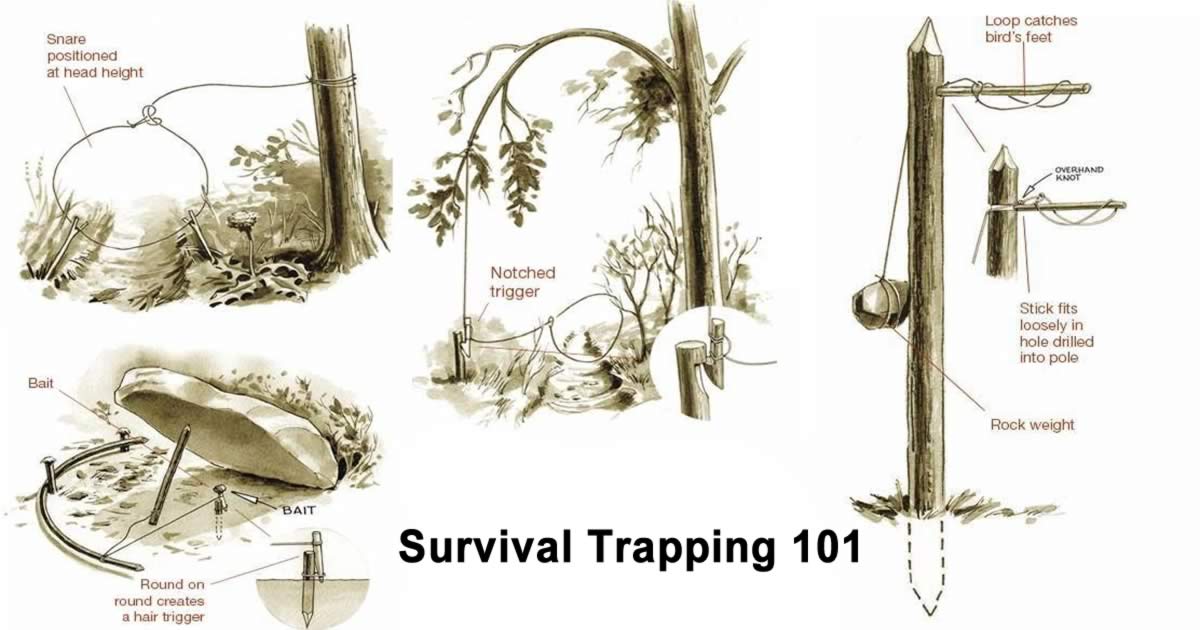 Snare
positioned
at head height
Notched
trigger
Loop catches
bird's feet
OVERHAND
KNOT
Stick fits
loosely in
hole drilled
into pole
Rock weight
Bait
BAIT
Round on
round creates
a hair trigger
Survival Trapping 101